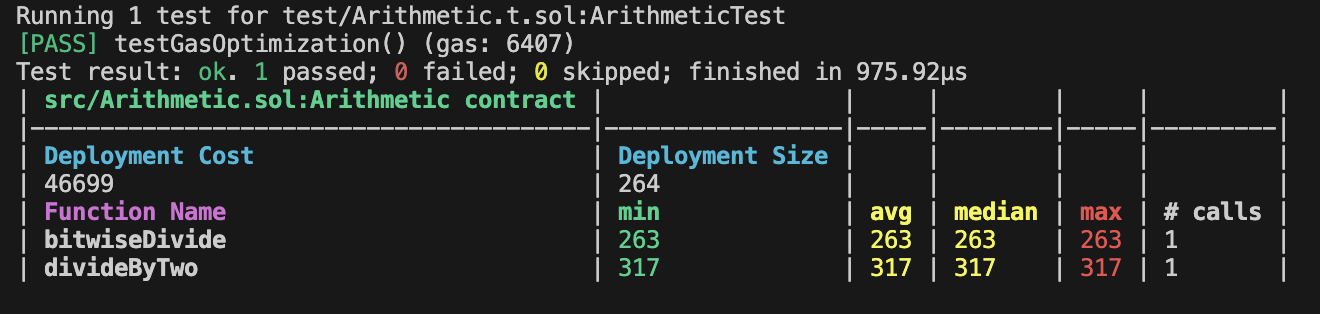 Running 1 test for test/Arithmetic.t.sol:ArithmeticTest
[PASS] testGasOptimization() (gas: 6407)
Test result: ok. 1 passed; 0 failed; 0 skipped; finished in 975.92µs
| src/Arithmetic.sol:Arithmetic contract |                 |     |        |     |         |
|----------------------------------------|-----------------|-----|--------|-----|---------|
| Deployment Cost                        | Deployment Size |     |        |     |         |
| 46699                                  | 264             |     |        |     |         |
| Function Name                          | min             | avg | median | max | # calls |
| bitwiseDivide                          | 263             | 263 | 263    | 263 | 1       |
| divideByTwo                            | 317             | 317 | 317    | 317 | 1       |